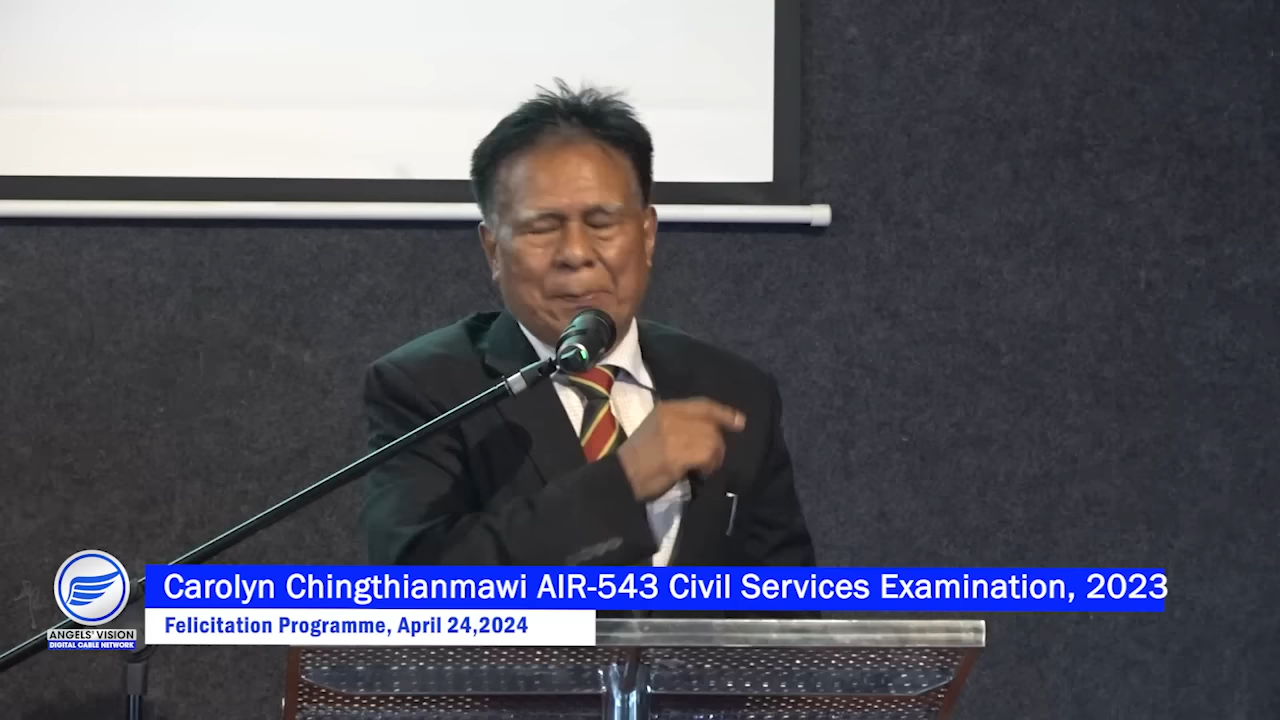 Carolyn Chingthianmawi AIR-543 Civil Services Examination, 2023
Felicitation Programme, April 24,2024
ANGELS' VISION
DIGITAL CABLE NETWORK